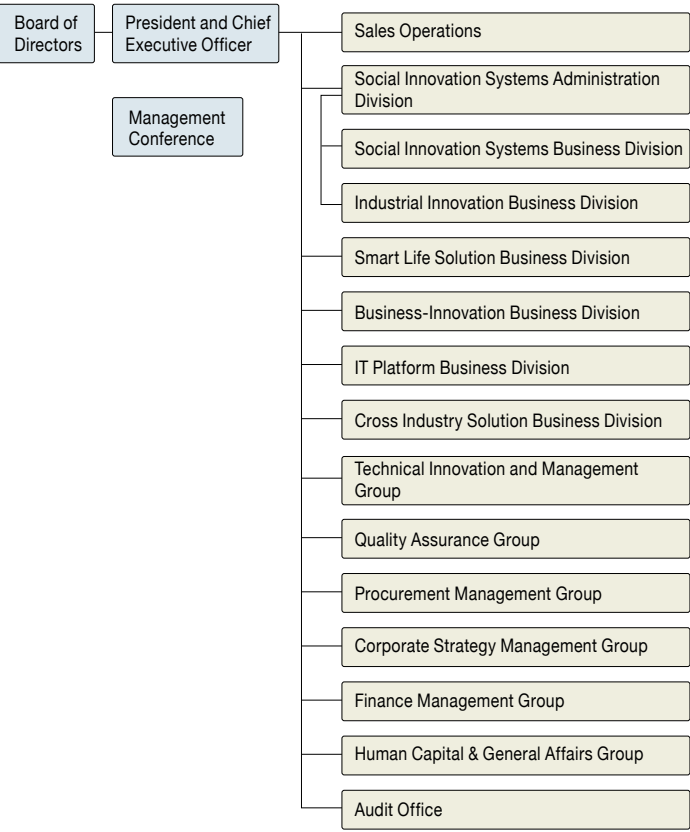 Board of
Directors
President and Chief
Executive Officer
Management
Conference
Sales Operations
Social Innovation Systems Administration
Division
Social Innovation Systems Business Division
Industrial Innovation Business Division
Smart Life Solution Business Division
Business-Innovation Business Division
IT Platform Business Division
Cross Industry Solution Business Division
Technical Innovation and Management
Group
Quality Assurance Group
Procurement Management Group
Corporate Strategy Management Group
Finance Management Group
Human Capital & General Affairs Group
Audit Office